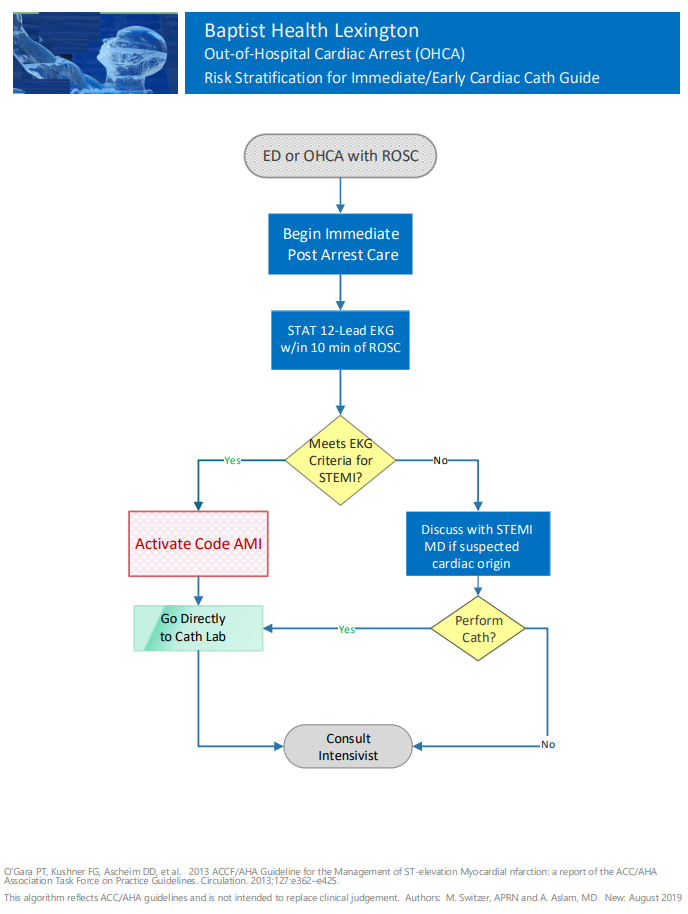 Baptist Health Lexington
Out-of-Hospital Cardiac Arrest (OHCA)
Risk Stratification for Immediate/Early Cardiac Cath Guide
ED or OHCA with ROSC
Begin Immediate
Post Arrest Care
STAT 12-Lead EKG
w/in 10 min of ROSC
Meets EKG
Criteria for
STEMI?
Yes
No
Activate Code AMI
Discuss with STEMI
MD if suspected
cardiac origin
Go Directly
to Cath Lab
Yes
Perform
Cath?
Consult
Intensivist
No
O'Gara PT, Kushner FG, Ascheim DD, et al. 2013 ACCF/AHA Guideline for the Management of ST-elevation Myocardial nfarction: a report of the ACC/AHA
Association Task Force on Practice Guidelines. Circulation. 2013;127:e362–e425.
This algorithm reflects ACC/AHA guidelines and is not intended to replace clinical judgement. Authors: M. Switzer, APRN and A. Aslam, MD New: August 2019